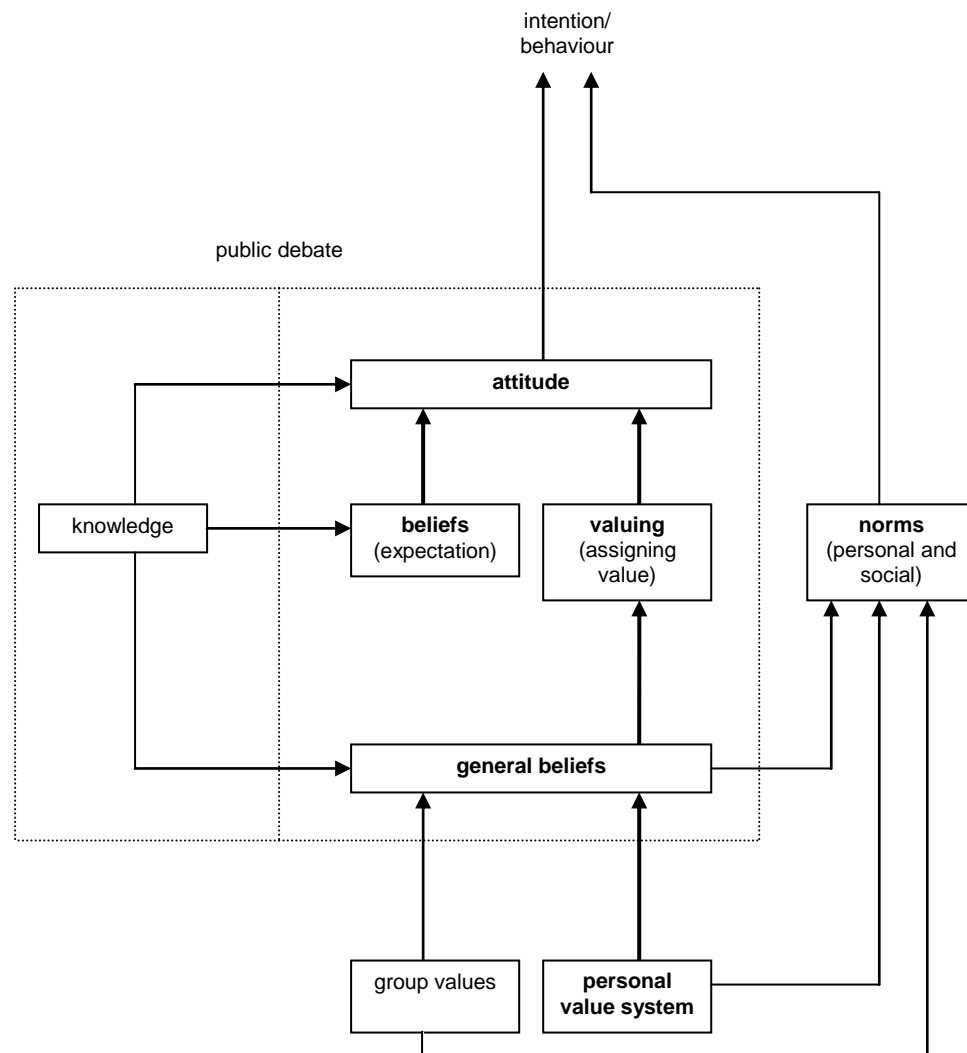 intention/
behaviour
public debate
attitude
knowledge
beliefs
(expectation)
valuing
(assigning
value)
norms
(personal and
social)
general beliefs
group values
personal
value system